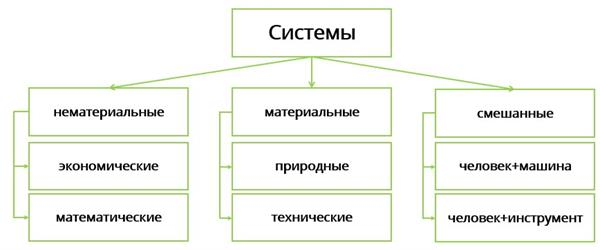 Системы
нематериальные
экономические
математические
материальные
природные
технические
смешанные
человек+машина
человек+инструмент